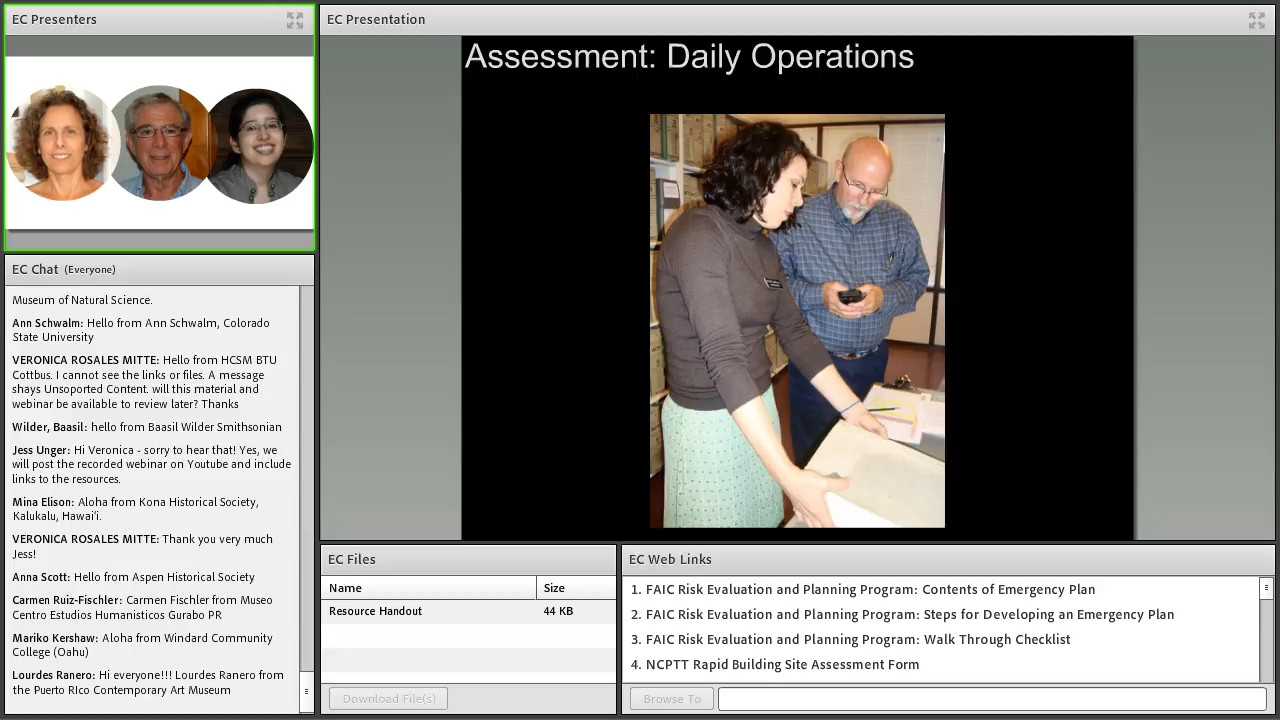 EC Presenters
EC Presentation
Assessment: Daily Operations
EC Chat (Everyone)
Museum of Natural Science.
Ann Schwalm: Hello from Ann Schwalm, Colorado
State University
VERONICA ROSALES MITTE: Hello from HCSM BTU
Cottbus. I cannot see the links or files. A message
shays Unsoported Content. will this material and
webinar be available to review later? Thanks
Wilder, Baasil: hello from Baasil Wilder Smithsonian
Jess Unger: Hi Veronica - sorry to hear that! Yes, we
will post the recorded webinar on Youtube and include
links to the resources.
Mina Elison: Aloha from Kona Historical Society,
Kalukalu, Hawai'i.
VERONICA ROSALES MITTE: Thank you very much
Jess!
Anna Scott: Hello from Aspen Historical Society
Carmen Ruiz-Fischler: Carmen Fischler from Museo
Centro Estudios Humanisticos Gurabo PR
Mariko Kershaw: Aloha from Windard Community
College (Oahu)
Lourdes Ranero: Hi everyone!!! Lourdes Ranero from
the Puerto RIco Contemporary Art Museum
EC Files
Name Size
Resource Handout 44 KB
Download File(s)
EC Web Links
1. FAIC Risk Evaluation and Planning Program: Contents of Emergency Plan
2. FAIC Risk Evaluation and Planning Program: Steps for Developing an Emergency Plan
3. FAIC Risk Evaluation and Planning Program: Walk Through Checklist
4. NCPTT Rapid Building Site Assessment Form
Browse To